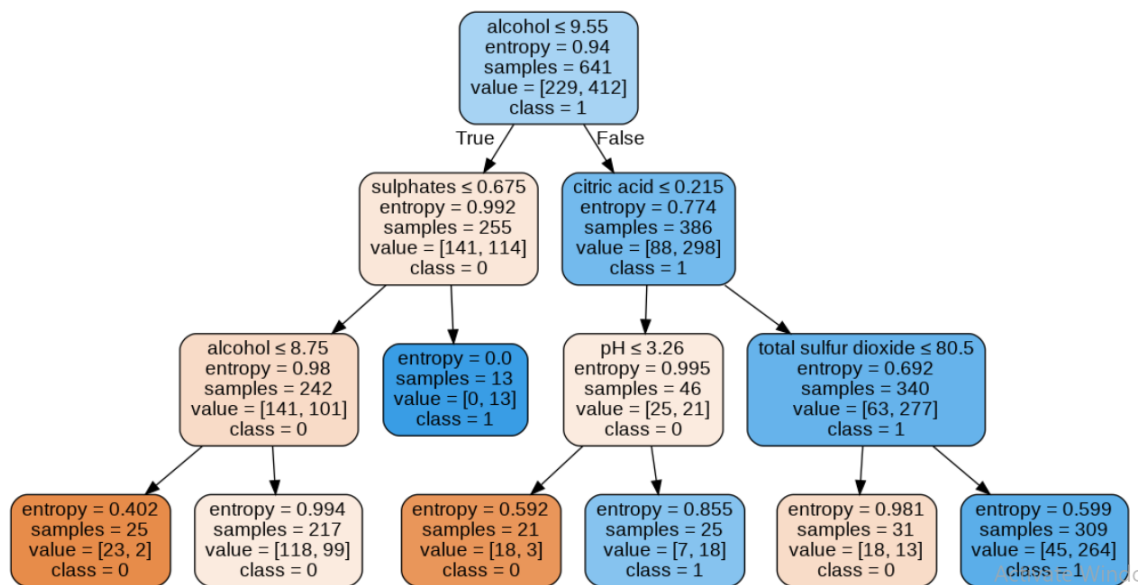 alcohol ≤ 9.55
entropy = 0.94
samples = 641
value = [229, 412]
class = 1
True
False
sulphates ≤ 0.675
entropy = 0.992
samples = 255
value = [141, 114]
class = 0
citric acid ≤ 0.215
entropy = 0.774
samples = 386
value = [88, 298]
class = 1
alcohol ≤ 8.75
entropy = 0.98
samples = 242
value = [141, 101]
class = 0
entropy = 0.0
samples = 13
value = [0, 13]
class = 1
pH ≤ 3.26
entropy = 0.995
samples = 46
value = [25, 21]
class = 0
total sulfur dioxide ≤ 80.5
entropy = 0.692
samples = 340
value = [63, 277]
class = 1
entropy = 0.402
samples = 25
value = [23, 2]
class = 0
entropy = 0.994
samples = 217
value = [118, 99]
class = 0
entropy = 0.592
samples = 21
value = [18, 3]
class = 0
entropy = 0.855
samples = 25
value = [7, 18]
class = 1
entropy = 0.981
samples = 31
value = [18, 13]
class = 0
entropy = 0.599
samples = 309
value = [45, 264]
class = 1